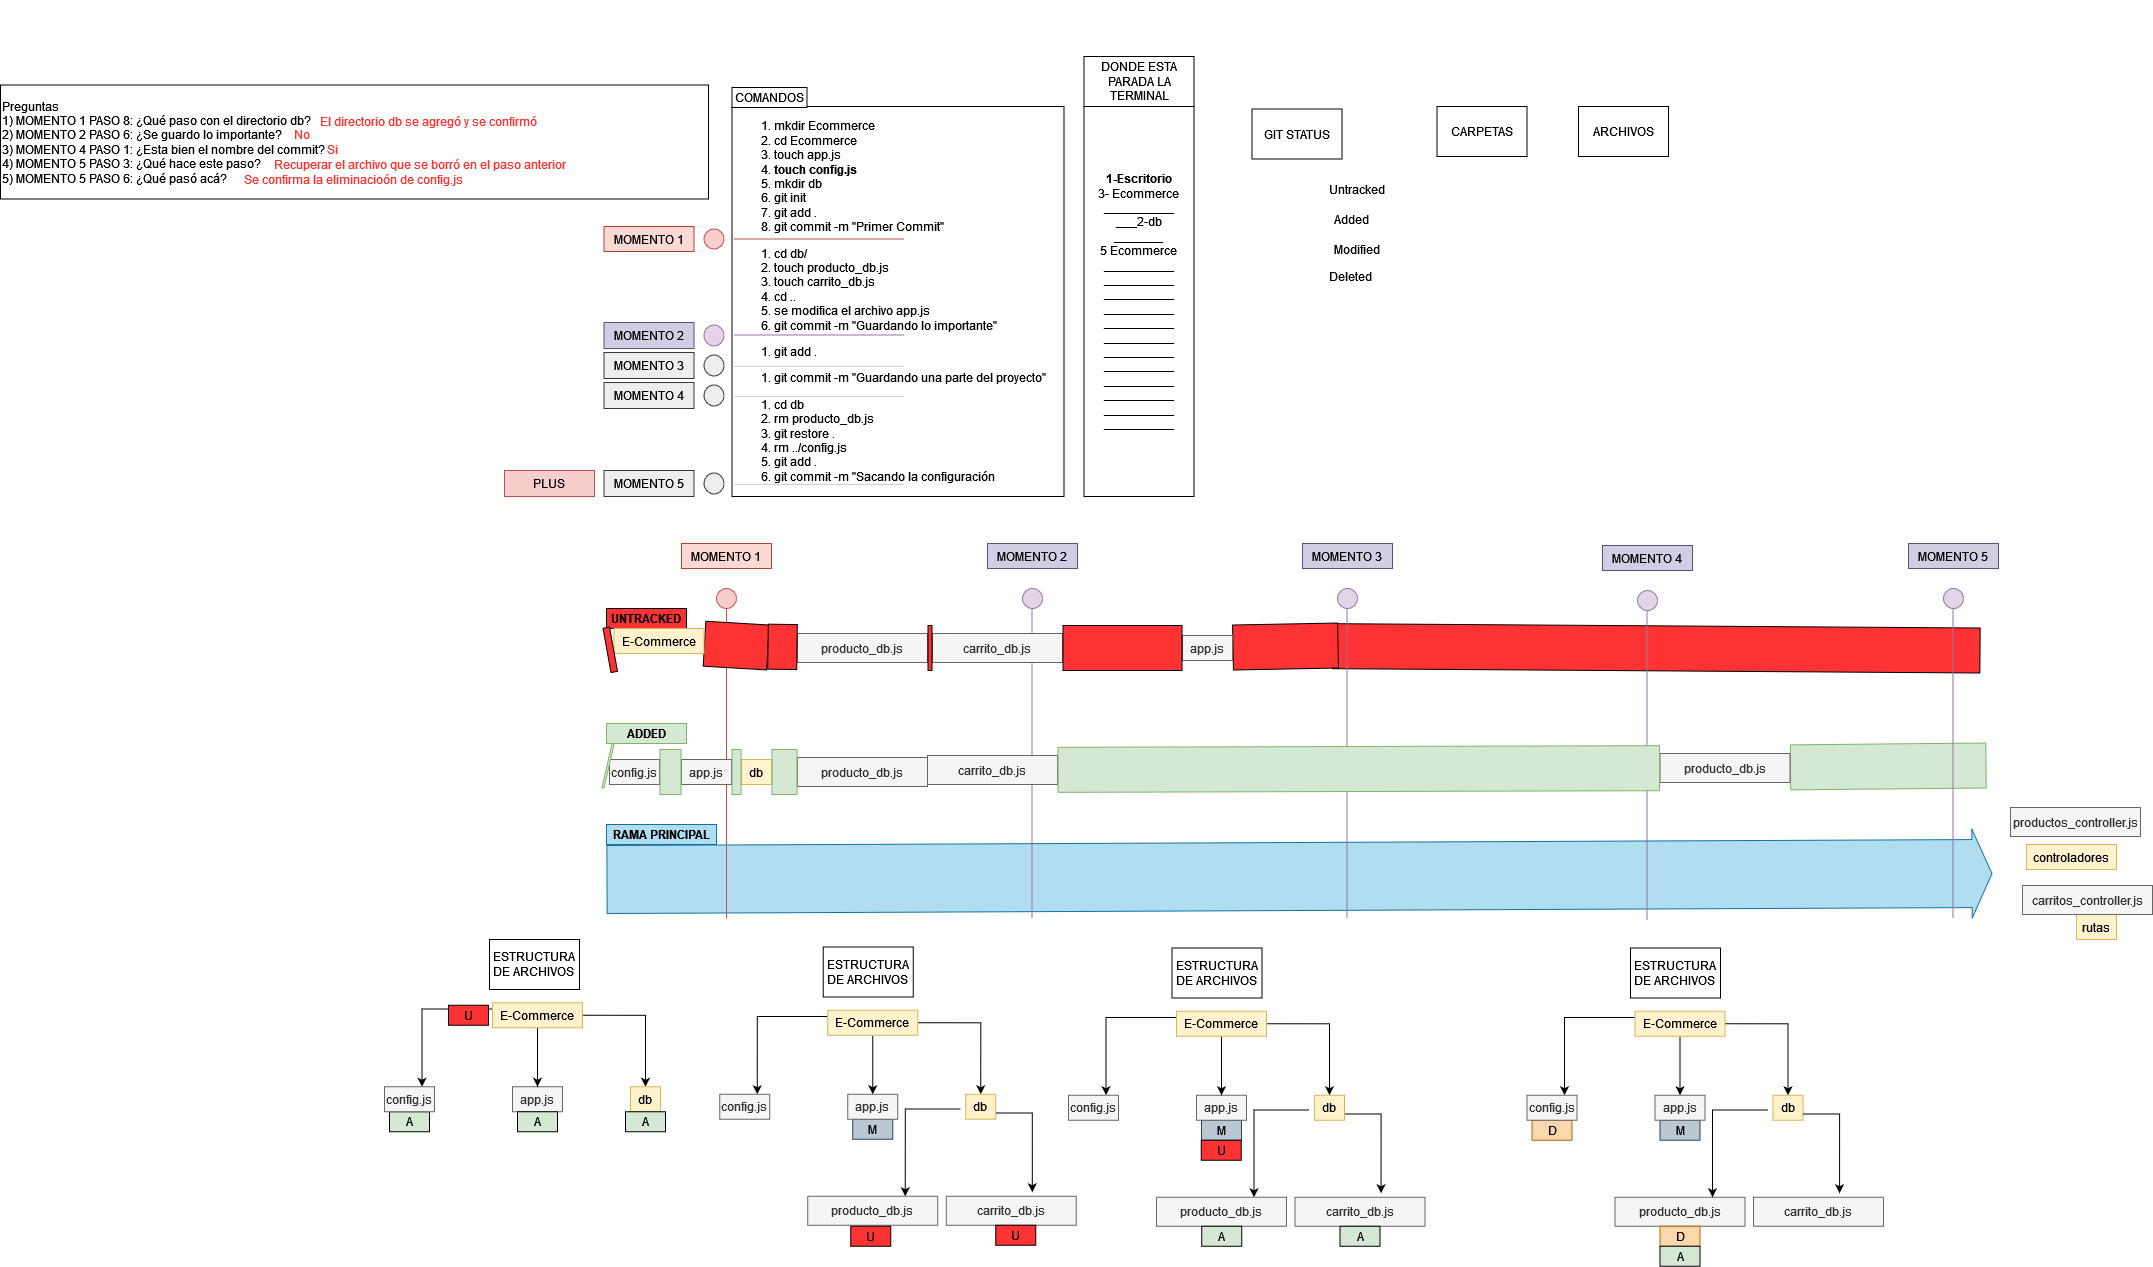 Preguntas
1) MOMENTO 1 PASO 8: ¿Qué paso con el directorio db? El directorio db se agregó y se confirmó
2) MOMENTO 2 PASO 6: ¿Se guardo lo importante? No
3) MOMENTO 4 PASO 1: ¿Esta bien el nombre del commit? Si
4) MOMENTO 5 PASO 3: ¿Qué hace este paso? Recuperar el archivo que se borró en el paso anterior
5) MOMENTO 5 PASO 6: ¿Qué pasó acá? Se confirma la eliminacioón de config.js
COMANDOS
1. mkdir Ecommerce
2. cd Ecommerce
3. touch app.js
4. touch config.js
5. mkdir db
6. git init
7. git add .
8. git commit -m "Primer Commit"
MOMENTO 1
1. cd db/
2. touch producto_db.js
3. touch carrito_db.js
4. cd ..
5. se modifica el archivo app.js
6. git commit -m "Guardando lo importante"
MOMENTO 2
1. git add .
MOMENTO 3
1. git commit -m "Guardando una parte del proyecto"
MOMENTO 4
1. cd db
2. rm producto_db.js
3. git restore .
4. rm ../config.js
5. git add .
6. git commit -m "Sacando la configuración
PLUS
MOMENTO 5
DONDE ESTA
PARADA LA
TERMINAL
1-Escritorio
3- Ecommerce
___2-db
5 Ecommerce
GIT STATUS
CARPETAS
ARCHIVOS
Untracked
Added
Modified
Deleted
MOMENTO 1
MOMENTO 2
MOMENTO 3
MOMENTO 4
MOMENTO 5
UNTRACKED
E-Commerce
producto_db.js
carrito_db.js
app.js
ADDED
config.js
app.js
db
producto_db.js
carrito_db.js
producto_db.js
RAMA PRINCIPAL
productos_controller.js
controladores
carritos_controller.js
rutas
ESTRUCTURA
DE ARCHIVOS
U
E-Commerce
config.js
A
app.js
A
db
A
ESTRUCTURA
DE ARCHIVOS
E-Commerce
config.js
app.js
M
db
producto_db.js
U
carrito_db.js
U
ESTRUCTURA
DE ARCHIVOS
E-Commerce
config.js
app.js
M
U
db
producto_db.js
A
carrito_db.js
A
ESTRUCTURA
DE ARCHIVOS
E-Commerce
config.js
D
app.js
M
db
producto_db.js
D
A
carrito_db.js